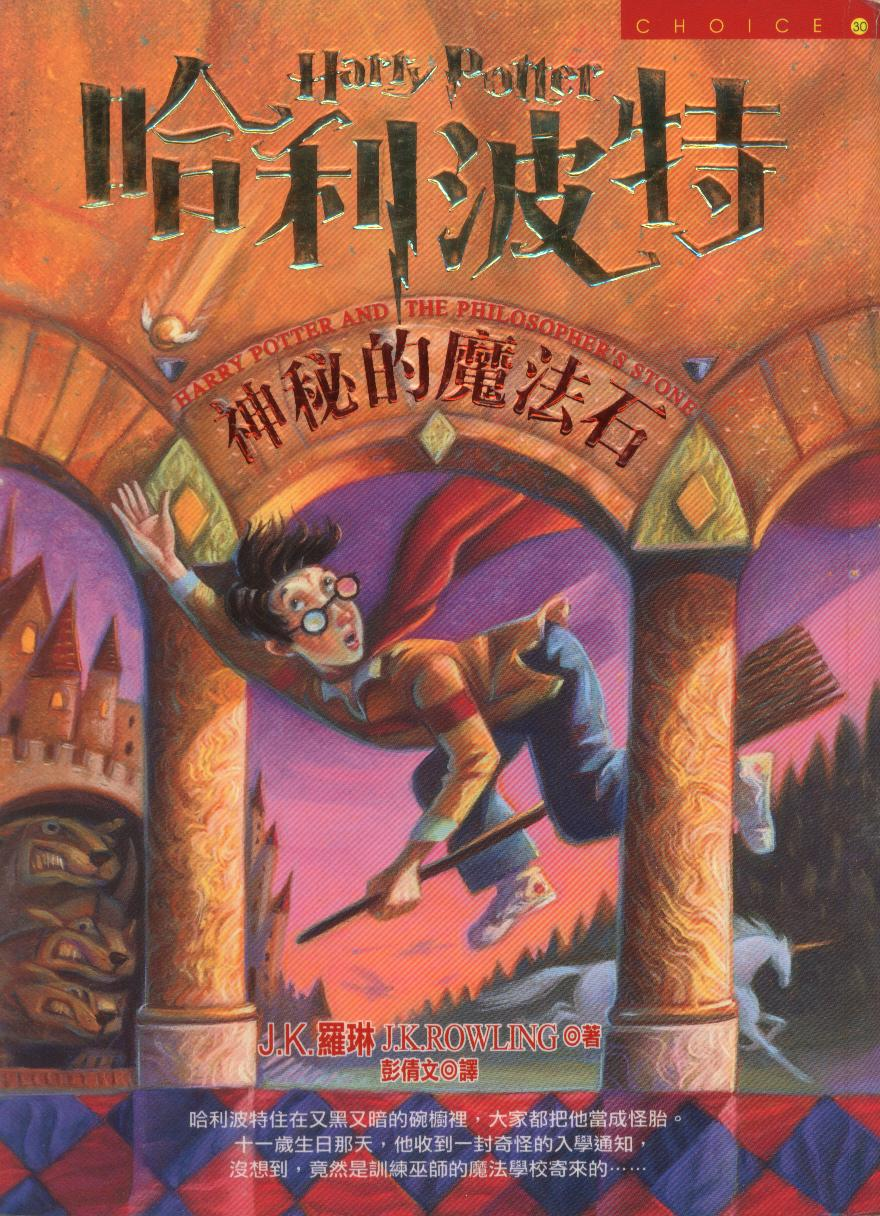 CHOICE 30
Harry Potter
哈利波特
HARRY POTTER AND THE PHILOSOPHER'S STONE
神秘的魔法石
J.K.羅琳 J.K.ROWLING◎著
彭倩文◎譯
哈利波特住在又黑又暗的碗櫥裡，大家都把他當成怪胎。
十一歲生日那天，他收到一封奇怪的入學通知，
沒想到，竟然是訓練巫師的魔法學校寄來的……